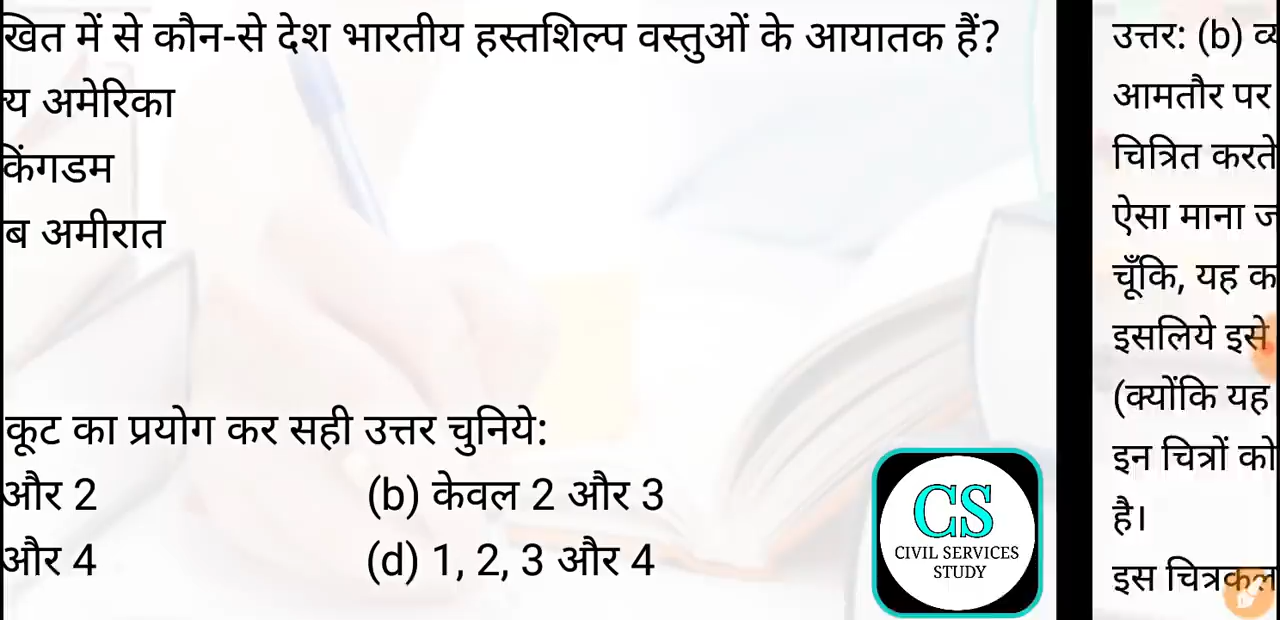 खित में से कौन-से देश भारतीय हस्तशिल्प वस्तुओं के आयातक हैं?
य अमेरिका
किंगडम
ब अमीरात
कूट का प्रयोग कर सही उत्तर चुनिये:
और 2 (b) केवल 2 और 3
और 4 (d) 1, 2, 3 और 4
CS
CIVIL SERVICES
STUDY
उत्तर: (b)
आमतौर पर
चित्रित करते
ऐसा माना
चूँकि, यह
इसलिये इसे
(क्योंकि यह
इन चित्रों को
है।
इस